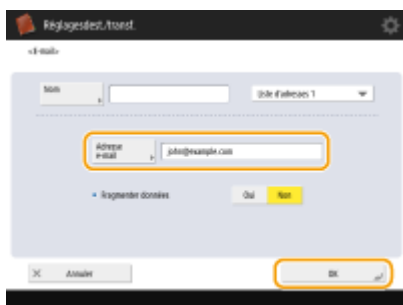 Réglagesdest./transf.
<E-mail>
Nom
Liste d'adresses 1
Adresse
e-mail
john@example.com
Fragmenter données
Oui
Non
Annuler
OK